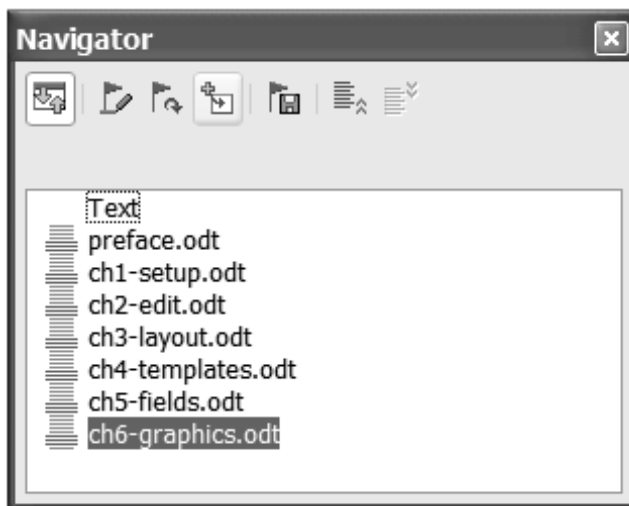 Navigator
Text
preface.odt
ch1-setup.odt
ch2-edit.odt
ch3-layout.odt
ch4-templates.odt
ch5-fields.odt
ch6-graphics.odt